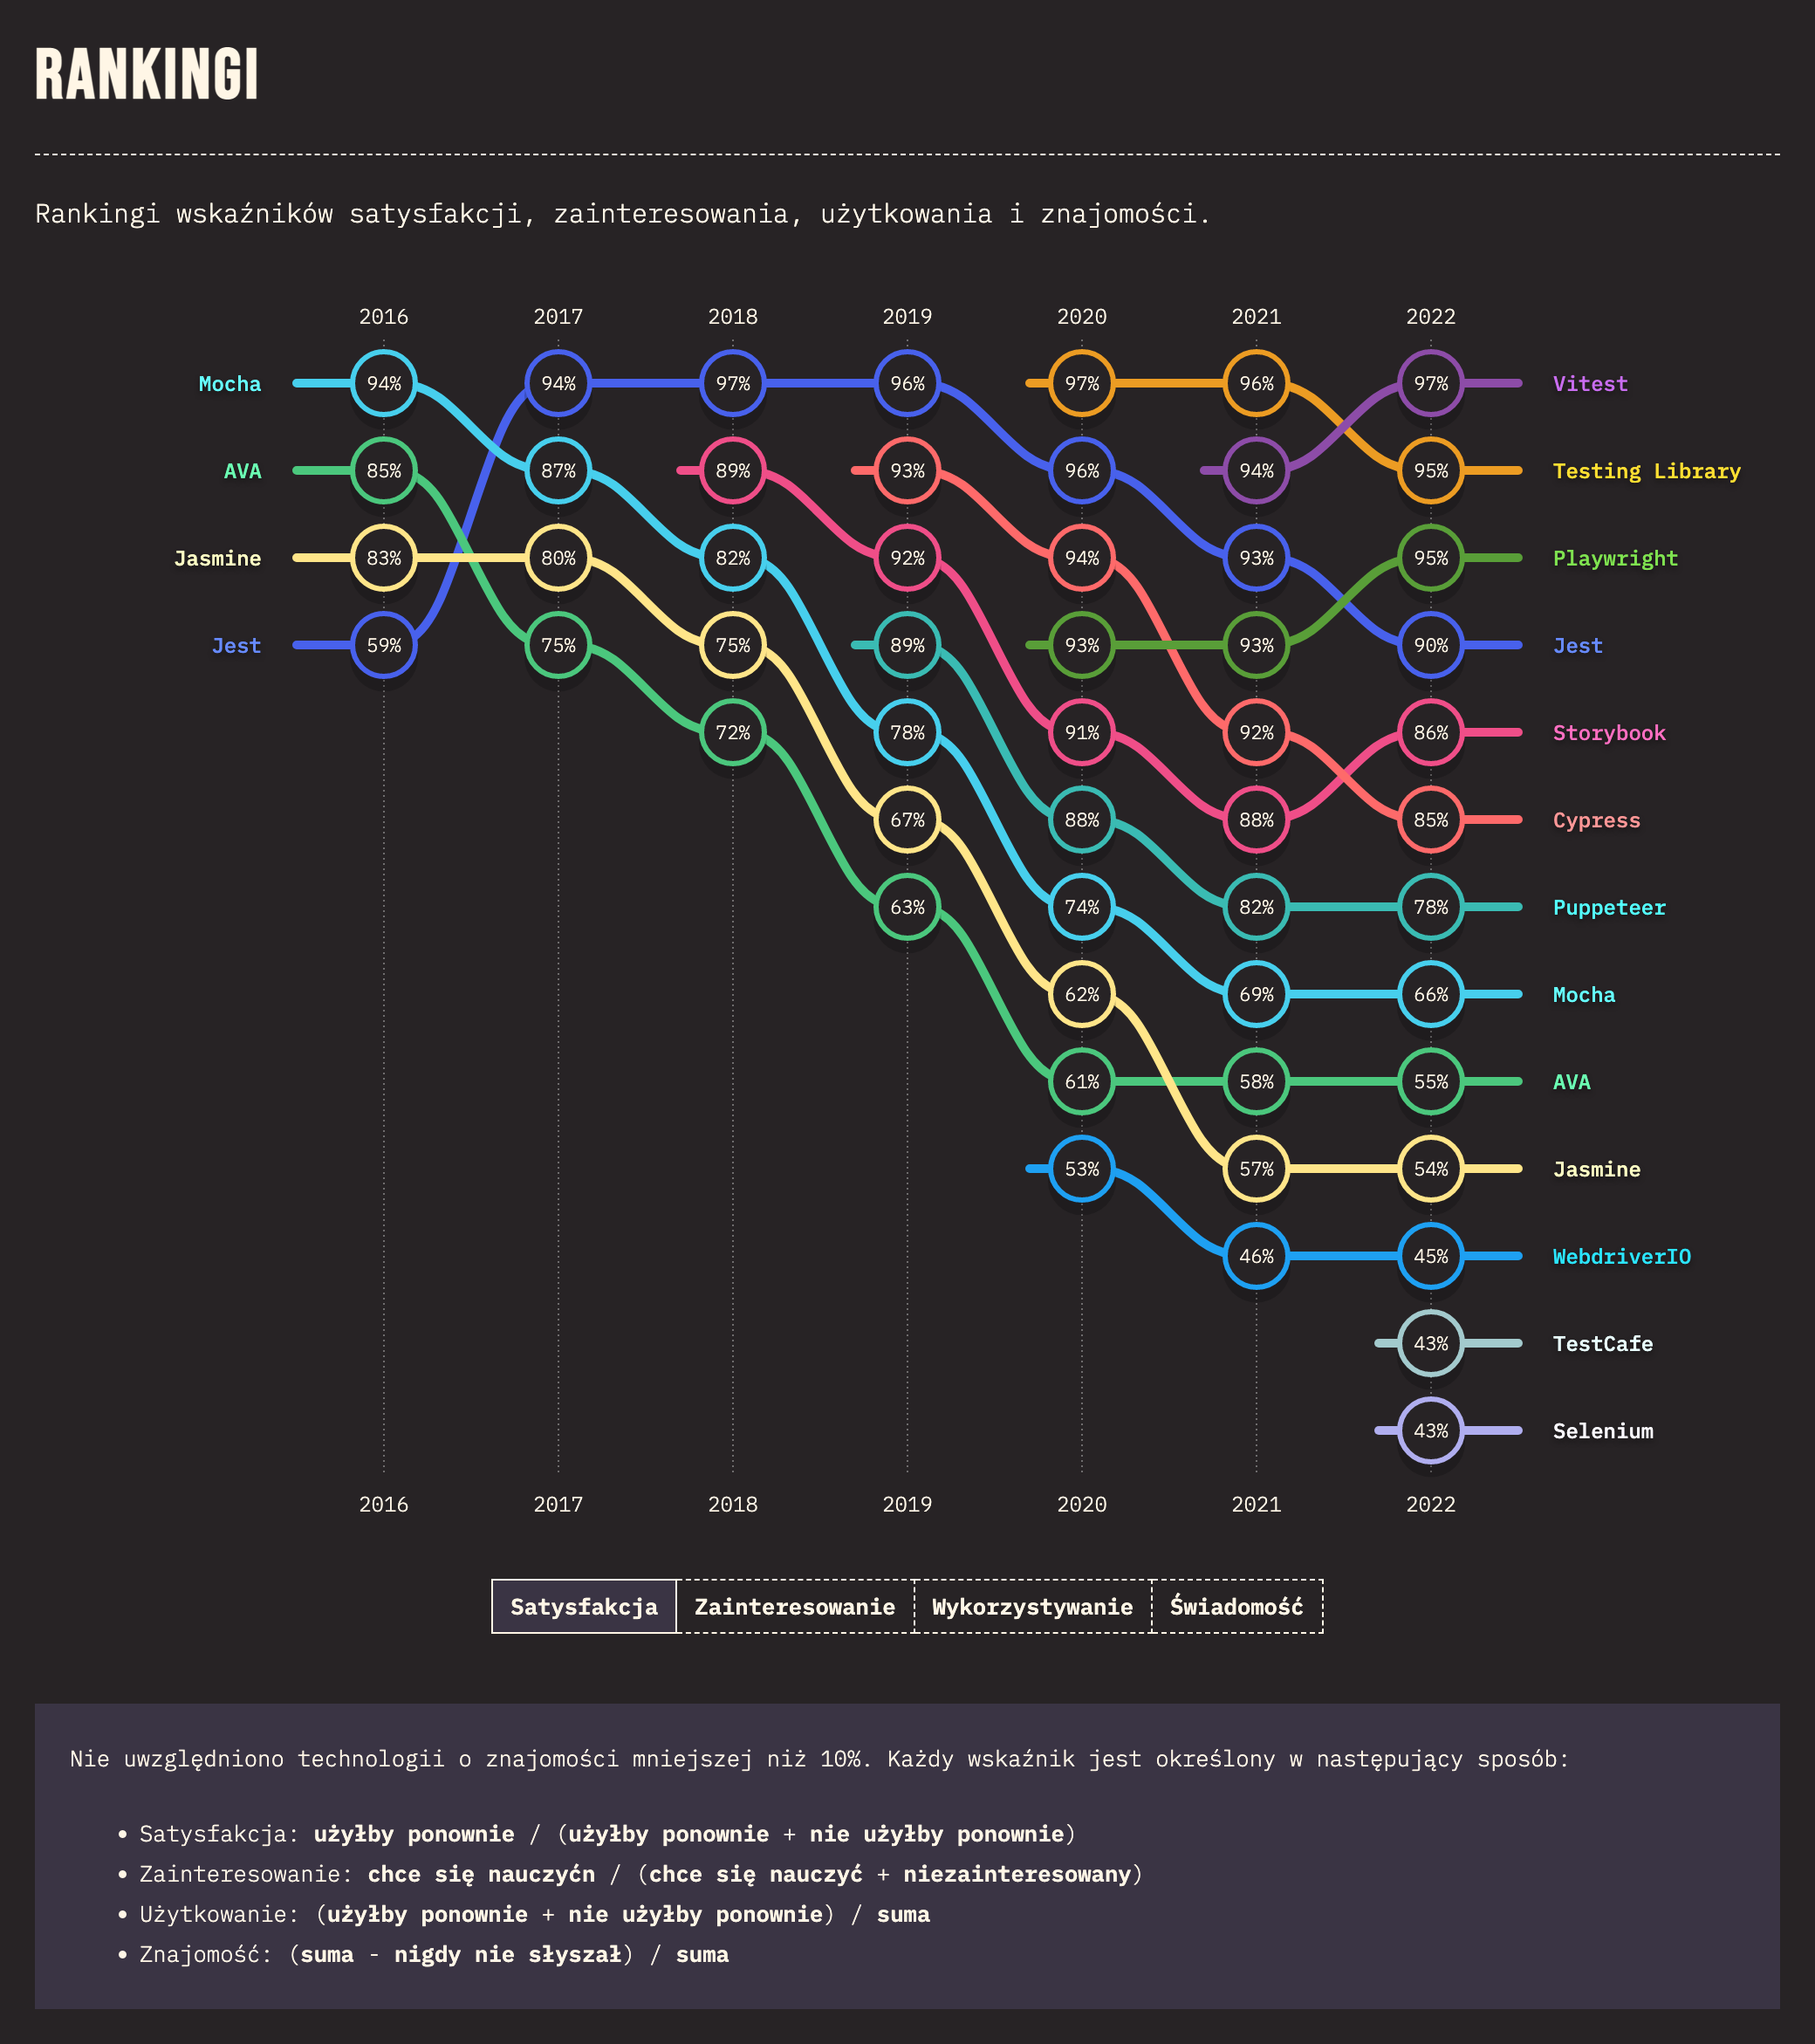 RANKINGI
Rankingi wskaźników satysfakcji, zainteresowania, użytkowania i znajomości.
2016 2017 2018 2019 2020 2021 2022
Mocha 94% 94% 97% 96% 97% 96% 97% Vitest
AVA 85% 87% 89% 93% 96% 94% 95% Testing Library
Jasmine 83% 80% 82% 92% 94% 93% 95% Playwright
Jest 59% 75% 75% 89% 93% 93% 90% Jest
72% 78% 91% 92% 86% Storybook
67% 88% 88% 85% Cypress
63% 74% 82% 78% Puppeteer
62% 69% 66% Mocha
61% 58% 55% AVA
53% 57% 54% Jasmine
46% 45% WebdriverIO
43% TestCafe
43% Selenium
2016 2017 2018 2019 2020 2021 2022
Satysfakcja Zainteresowanie Wykorzystywanie Świadomość
Nie uwzględniono technologii o znajomości mniejszej niż 10%. Każdy wskaźnik jest określony w następujący sposób:
• Satysfakcja: użyłby ponownie / (użyłby ponownie + nie użyłby ponownie)
• Zainteresowanie: chce się nauczyćn / (chce się nauczyć + niezainteresowany)
• Użytkowanie: (użyłby ponownie + nie użyłby ponownie) / suma
• Znajomość: (suma - nigdy nie słyszał) / suma